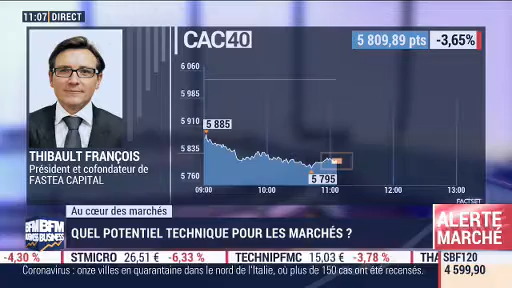 11:07 DIRECT
CAC40
5 809,89 pts
-3,65%
6 060
5 985
5 910
5 835
5 760
5 885
5 795
09:00 10:00 11:00 12:00 13:00
FACTSET
THIBAULT FRANÇOIS
Président et cofondateur de
FASTEA CAPITAL
BFM BFM
BUSINESS
Au cœur des marchés
QUEL POTENTIEL TECHNIQUE POUR LES MARCHÉS ?
ALERTE
MARCHÉ
-4,30 % STMICRO 26,51 € -6,33 % TECHNIPFMC 15,03 € -3,78 % THA
SBF120
4 599,90
Coronavirus : onze villes en quarantaine dans le nord de l'Italie, où plus de 150 cas ont été recensés.